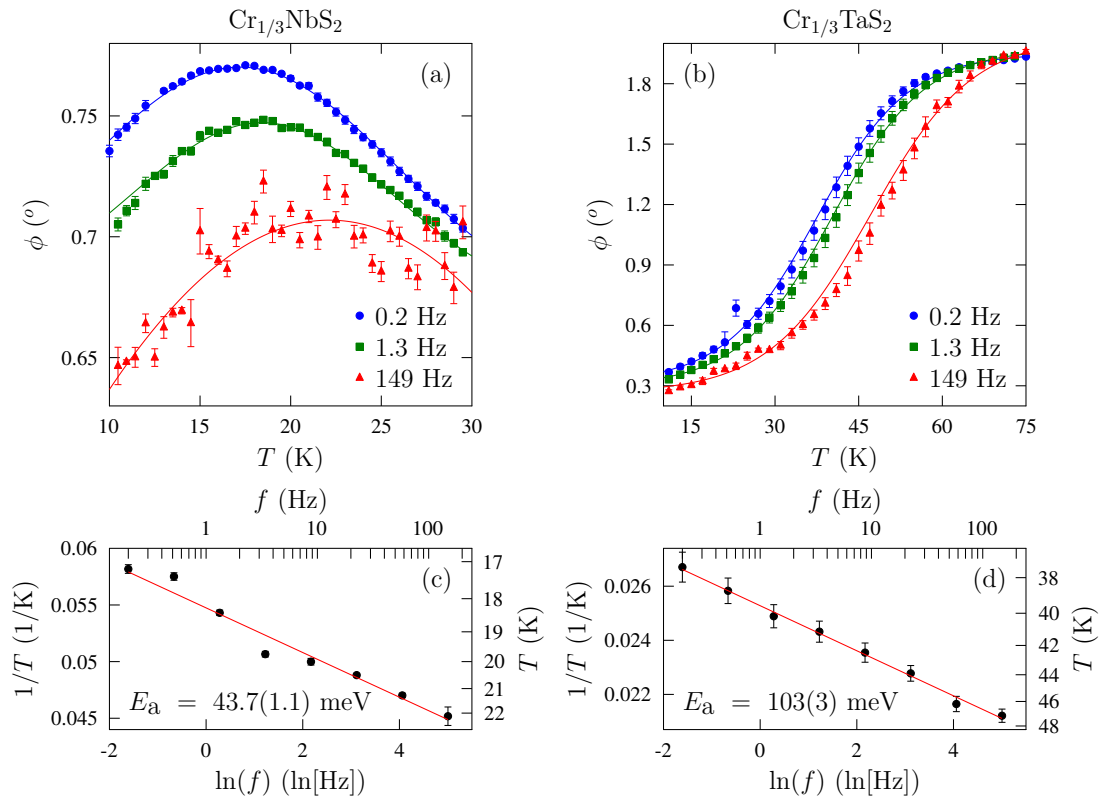 Cr1/3NbS2
(a)
0.75
0.7
0.65
ϕ (o)
0.2 Hz
1.3 Hz
149 Hz
10 15 20 25 30
T (K)
Cr1/3TaS2
(b)
1.8
1.5
1.2
0.9
0.6
0.3
ϕ (o)
0.2 Hz
1.3 Hz
149 Hz
15 30 45 60 75
T (K)
f (Hz)
1 10 100
0.06
0.055
0.05
0.045
1/T (1/K)
(c)
17
18
19
20
21
22
T (K)
Ea = 43.7(1.1) meV
-2 0 2 4
ln(f) (ln[Hz])
f (Hz)
1 10 100
0.026
0.024
0.022
1/T (1/K)
(d)
38
40
42
44
46
48
T (K)
Ea = 103(3) meV
-2 0 2 4
ln(f) (ln[Hz])